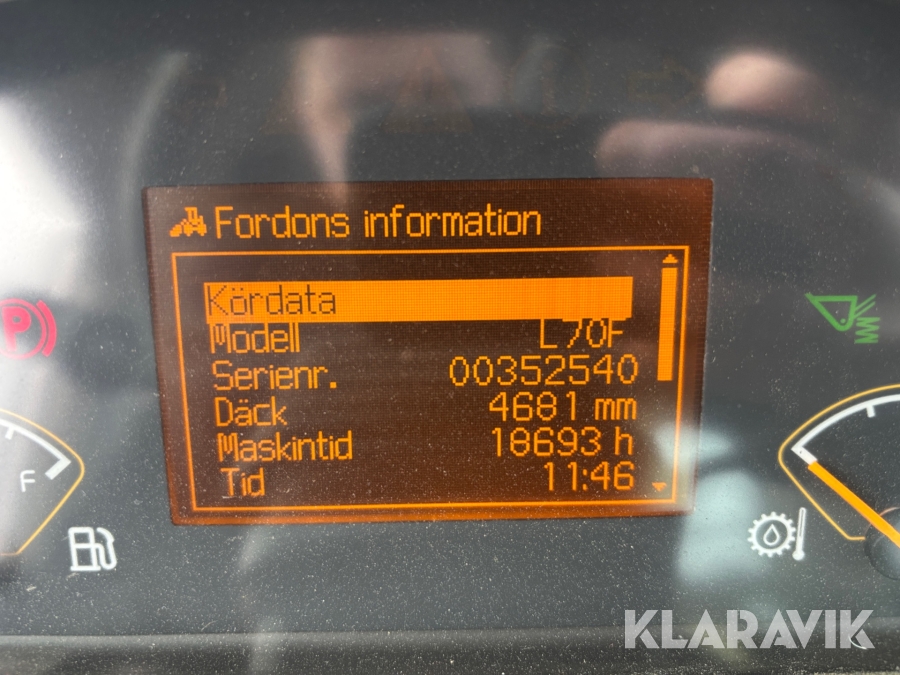 Fordons information
Kördata
Modell L70F
Serienr. 00352540
Däck 4681 mm
Maskintid 18693 h
Tid 11:46
P
F
KLARAVIK